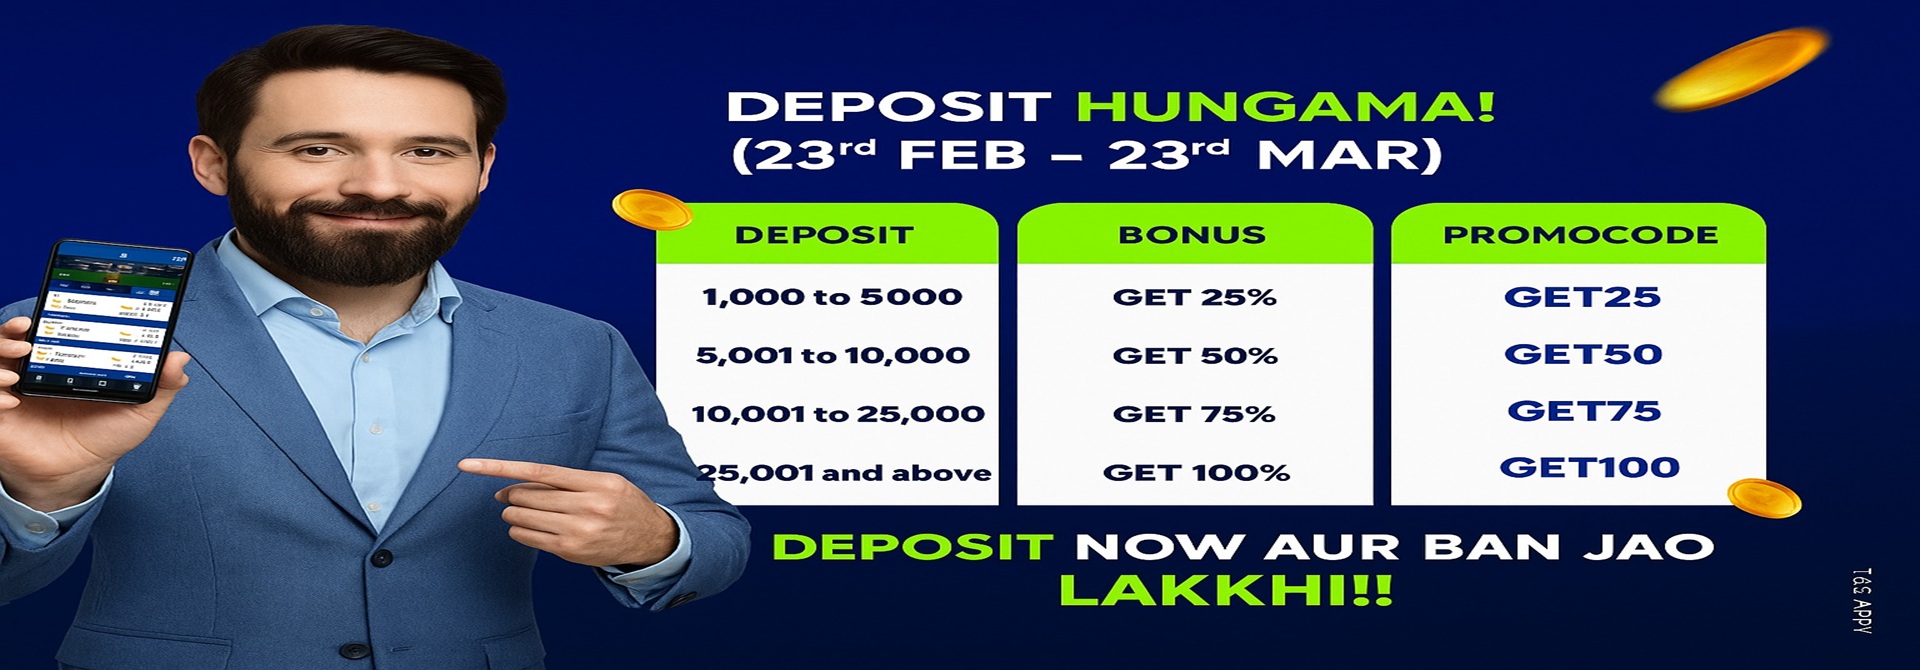 DEPOSIT HUNGAMA!
(23rd FEB – 23rd MAR)
DEPOSIT BONUS PROMOCODE
1,000 to 5000 GET 25% GET25
5,001 to 10,000 GET 50% GET50
10,001 to 25,000 GET 75% GET75
25,001 and above GET 100% GET100
DEPOSIT NOW AUR BAN JAO
LAKKHI!!